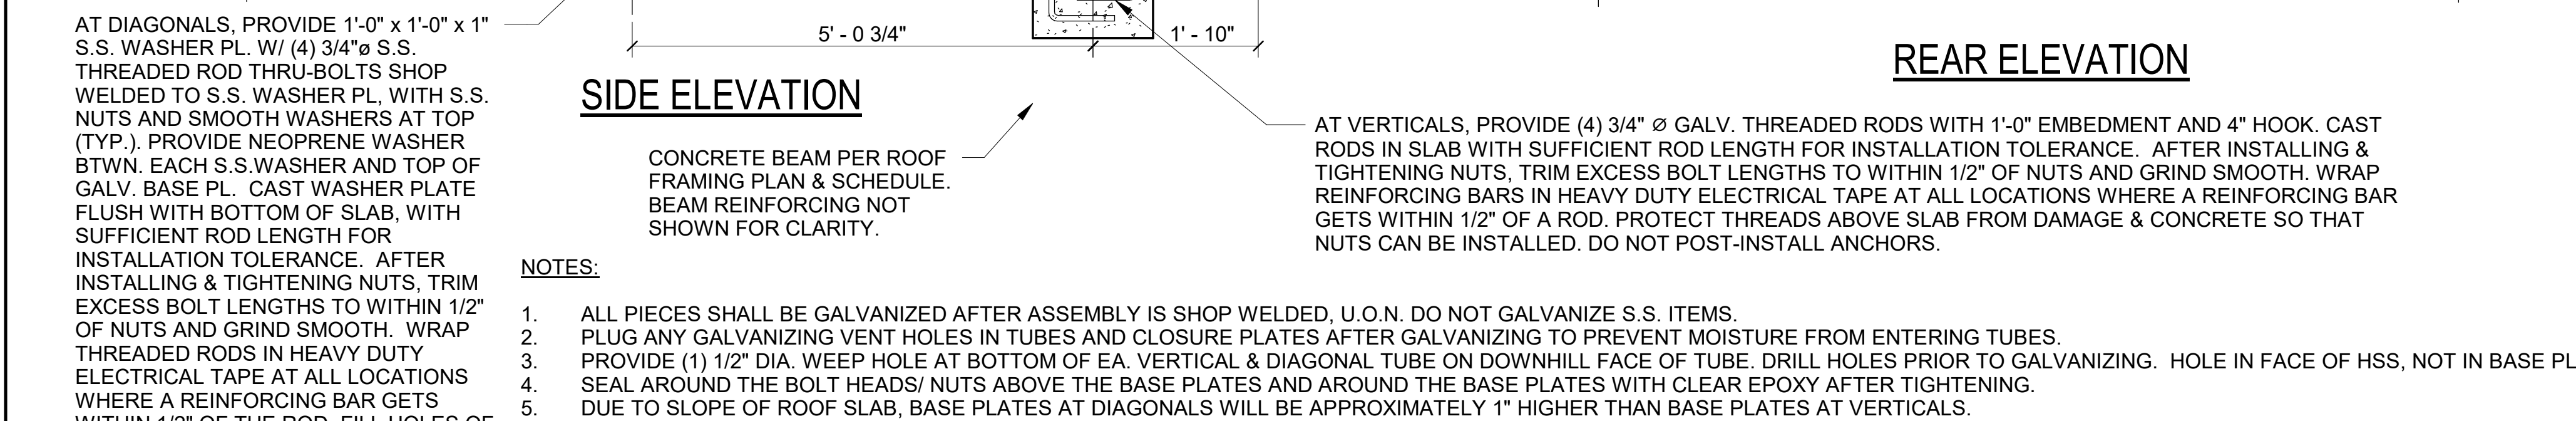 AT DIAGONALS, PROVIDE 1'-0" x 1'-0" x 1"
S.S. WASHER PL. W/ (4) 3/4"ø S.S.
THREADED ROD THRU-BOLTS SHOP
WELDED TO S.S. WASHER PL, WITH S.S.
NUTS AND SMOOTH WASHERS AT TOP
(TYP.). PROVIDE NEOPRENE WASHER
BTWN. EACH S.S.WASHER AND TOP OF
GALV. BASE PL.  CAST WASHER PLATE
FLUSH WITH BOTTOM OF SLAB, WITH
SUFFICIENT ROD LENGTH FOR
INSTALLATION TOLERANCE.  AFTER
INSTALLING & TIGHTENING NUTS, TRIM
EXCESS BOLT LENGTHS TO WITHIN 1/2"
OF NUTS AND GRIND SMOOTH.  WRAP
THREADED RODS IN HEAVY DUTY
ELECTRICAL TAPE AT ALL LOCATIONS
WHERE A REINFORCING BAR GETS
WITHIN 1/2" OF THE ROD. FILL HOLES OF
5' - 0 3/4"
1' - 10"
SIDE ELEVATION
REAR ELEVATION
CONCRETE BEAM PER ROOF
FRAMING PLAN & SCHEDULE.
BEAM REINFORCING NOT
SHOWN FOR CLARITY.
AT VERTICALS, PROVIDE (4) 3/4" ∅ GALV. THREADED RODS WITH 1'-0" EMBEDMENT AND 4" HOOK. CAST
RODS IN SLAB WITH SUFFICIENT ROD LENGTH FOR INSTALLATION TOLERANCE.  AFTER INSTALLING &
TIGHTENING NUTS, TRIM EXCESS BOLT LENGTHS TO WITHIN 1/2" OF NUTS AND GRIND SMOOTH. WRAP
REINFORCING BARS IN HEAVY DUTY ELECTRICAL TAPE AT ALL LOCATIONS WHERE A REINFORCING BAR
GETS WITHIN 1/2" OF A ROD. PROTECT THREADS ABOVE SLAB FROM DAMAGE & CONCRETE SO THAT
NUTS CAN BE INSTALLED. DO NOT POST-INSTALL ANCHORS.
NOTES:
1. ALL PIECES SHALL BE GALVANIZED AFTER ASSEMBLY IS SHOP WELDED, U.O.N. DO NOT GALVANIZE S.S. ITEMS.
2. PLUG ANY GALVANIZING VENT HOLES IN TUBES AND CLOSURE PLATES AFTER GALVANIZING TO PREVENT MOISTURE FROM ENTERING TUBES.
3. PROVIDE (1) 1/2" DIA. WEEP HOLE AT BOTTOM OF EA. VERTICAL & DIAGONAL TUBE ON DOWNHILL FACE OF TUBE. DRILL HOLES PRIOR TO GALVANIZING.  HOLE IN FACE OF HSS, NOT IN BASE PL
4. SEAL AROUND THE BOLT HEADS/ NUTS ABOVE THE BASE PLATES AND AROUND THE BASE PLATES WITH CLEAR EPOXY AFTER TIGHTENING.
5. DUE TO SLOPE OF ROOF SLAB, BASE PLATES AT DIAGONALS WILL BE APPROXIMATELY 1" HIGHER THAN BASE PLATES AT VERTICALS.